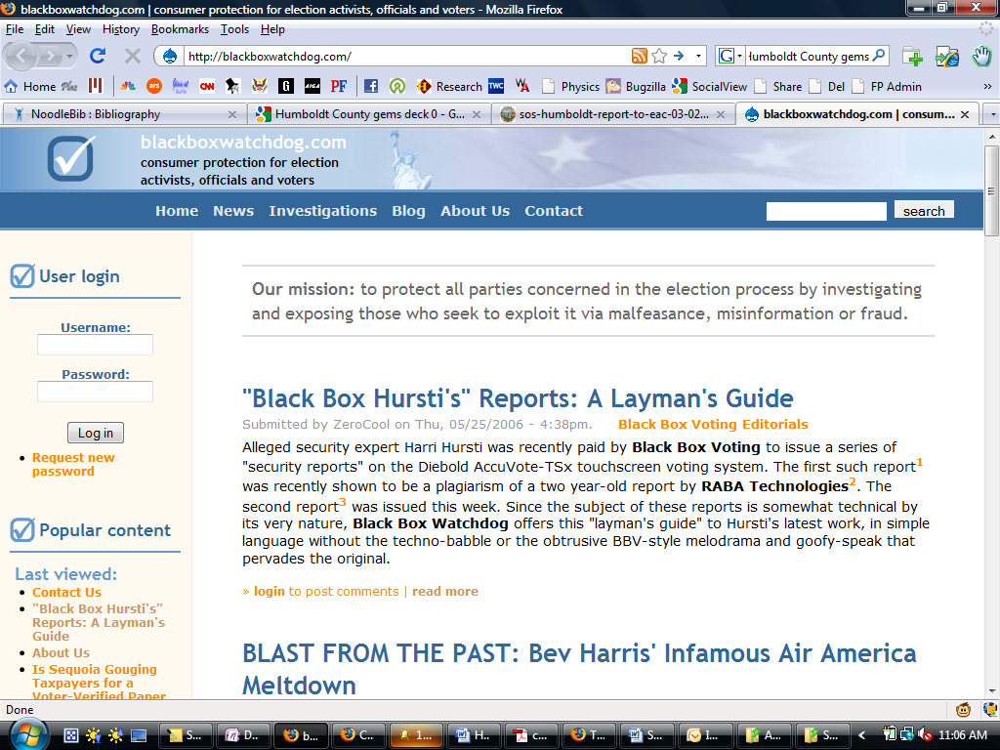 blackboxwatchdog.com | consumer protection for election activists, officials and voters - Mozilla Firefox
File Edit View History Bookmarks Tools Help
http://blackboxwatchdog.com/
G
umboldt County gems
Home Plus CNN G AIGA PF Research TWC Physics Bugzilla SocialView Share Del FP Admin »
NoodleBib : Bibliography
Humboldt County gems deck 0 - G...
sos-humboldt-report-to-eac-03-02...
blackboxwatchdog.com | consum...
blackboxwatchdog.com
consumer protection for election
activists, officials and voters
Home News Investigations Blog About Us Contact
search
User login
Username:
Password:
Log in
Request new
password
Popular content
Last viewed:
Contact Us
"Black Box Hursti's"
Reports: A Layman's
Guide
About Us
Is Sequoia Gouging
Taxpayers for a
Voter-Verified Paper
Our mission: to protect all parties concerned in the election process by investigating
and exposing those who seek to exploit it via malfeasance, misinformation or fraud.
"Black Box Hursti's" Reports: A Layman's Guide
Submitted by ZeroCool on Thu, 05/25/2006 - 4:38pm. Black Box Voting Editorials
Alleged security expert Harri Hursti was recently paid by Black Box Voting to issue a series of
"security reports" on the Diebold AccuVote-TSx touchscreen voting system. The first such report1
was recently shown to be a plagiarism of a two year-old report by RABA Technologies2. The
second report3 was issued this week. Since the subject of these reports is somewhat technical by
its very nature, Black Box Watchdog offers this "layman's guide" to Hursti's latest work, in simple
language without the techno-babble or the obtrusive BBV-style melodrama and goofy-speak that
pervades the original.
» login to post comments | read more
BLAST FROM THE PAST: Bev Harris' Infamous Air America
Meltdown
Done
S... D... b... C... 1... H... c... T... S... I... A... S... < 11:06 AM